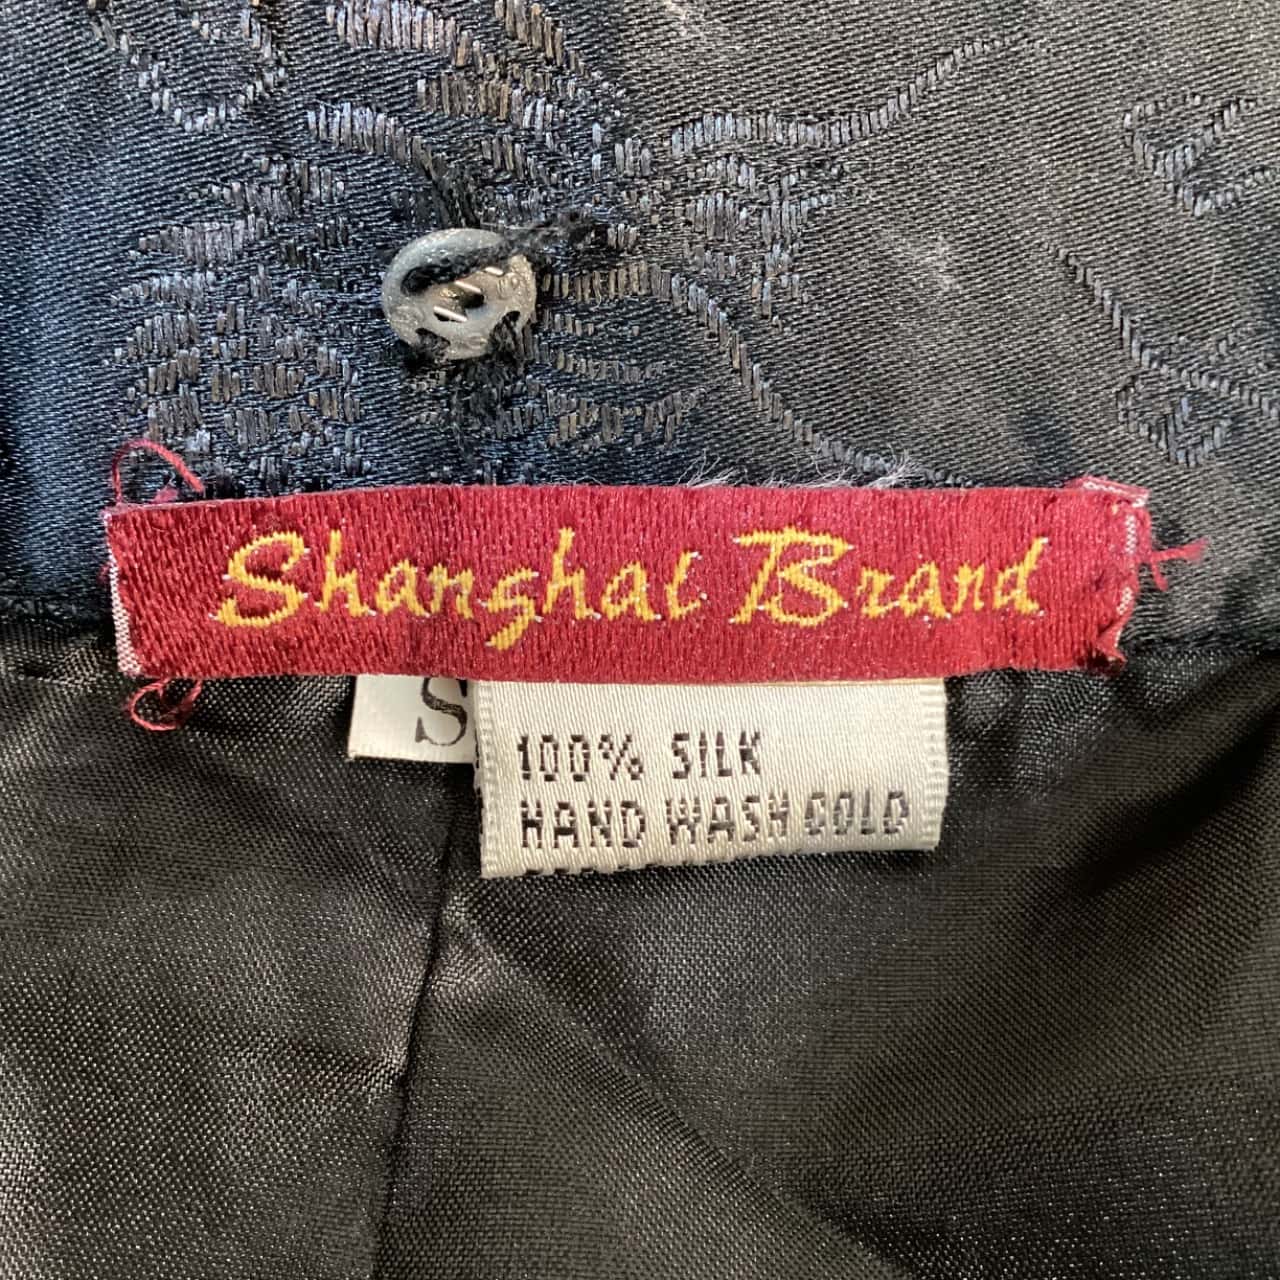 Shanghai Brand
S
100% SILK
HAND WASH COLD